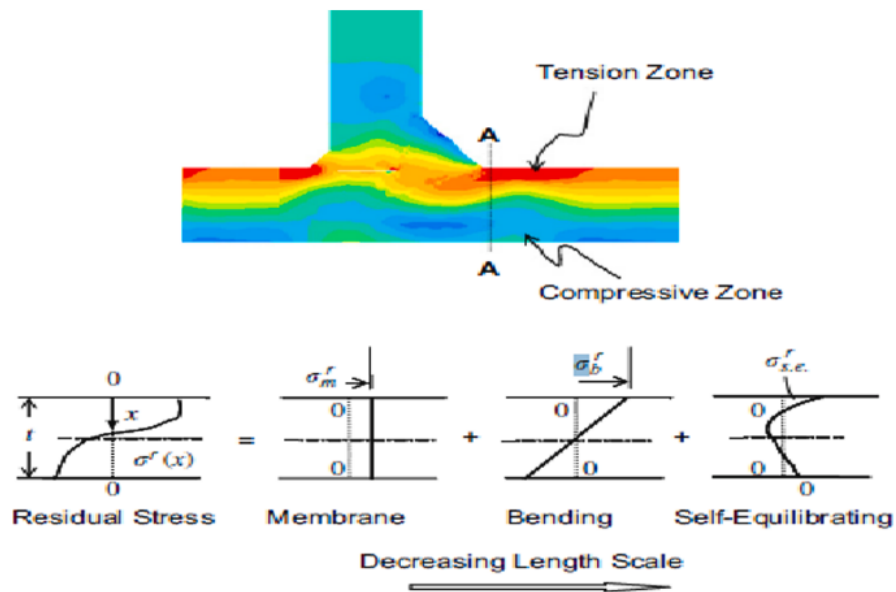 Tension Zone
A
A
Compressive Zone
0
σ^r_m
σ^r_b
σ^r_{s.e.}
t
x
σ^r(x)
0
=
0
0
+
0
0
+
0
0
0
Residual Stress
Membrane
Bending
Self-Equilibrating
Decreasing Length Scale